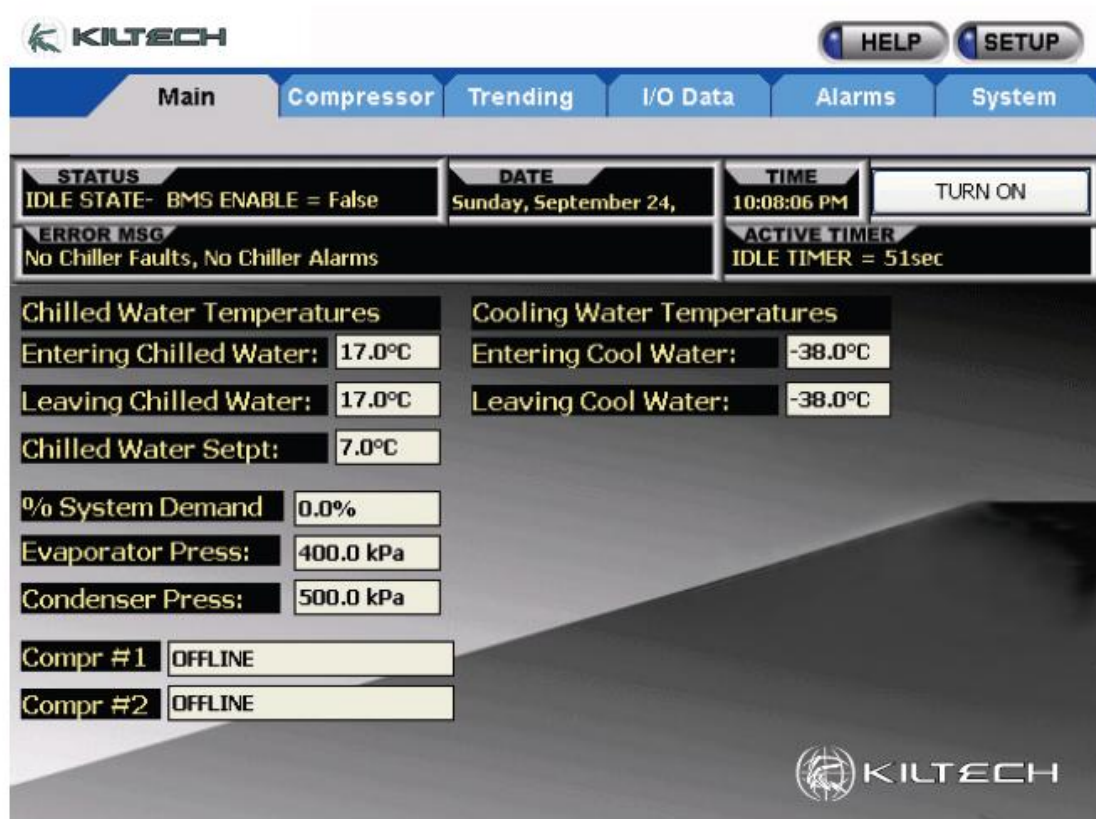 KILTECH
HELP SETUP
Main Compressor Trending I/O Data Alarms System
STATUS DATE TIME
IDLE STATE- BMS ENABLE = False Sunday, September 24, 10:08:06 PM TURN ON
ERROR MSG ACTIVE TIMER
No Chiller Faults, No Chiller Alarms IDLE TIMER = 51sec
Chilled Water Temperatures Cooling Water Temperatures
Entering Chilled Water: 17.0°C Entering Cool Water: -38.0°C
Leaving Chilled Water: 17.0°C Leaving Cool Water: -38.0°C
Chilled Water Setpt: 7.0°C
% System Demand 0.0%
Evaporator Press: 400.0 kPa
Condenser Press: 500.0 kPa
Compr #1 OFFLINE
Compr #2 OFFLINE
KILTECH